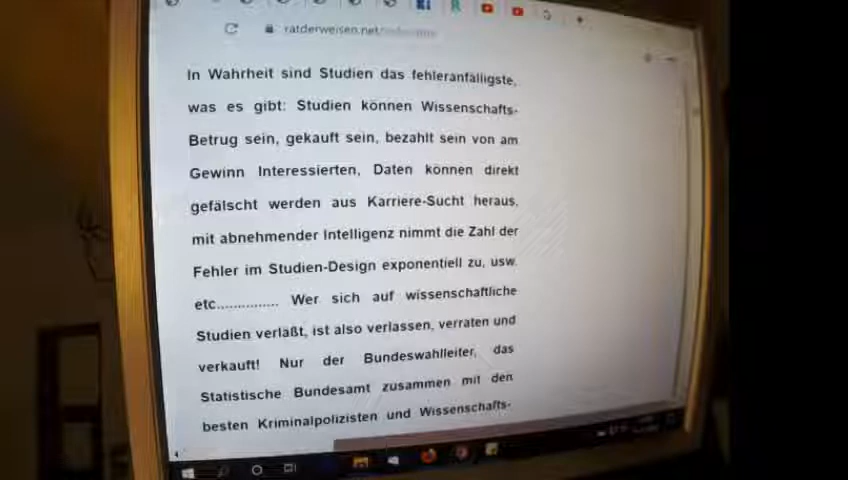 ratderweisen.net/
In Wahrheit sind Studien das fehleranfälligste,
was es gibt: Studien können Wissenschafts-
Betrug sein, gekauft sein, bezahlt sein von am
Gewinn Interessierten, Daten können direkt
gefälscht werden aus Karriere-Sucht heraus,
mit abnehmender Intelligenz nimmt die Zahl der
Fehler im Studien-Design exponentiell zu, usw.
etc............... Wer sich auf wissenschaftliche
Studien verläßt, ist also verlassen, verraten und
verkauft! Nur der Bundeswahlleiter, das
Statistische Bundesamt zusammen mit den
besten Kriminalpolizisten und Wissenschafts-